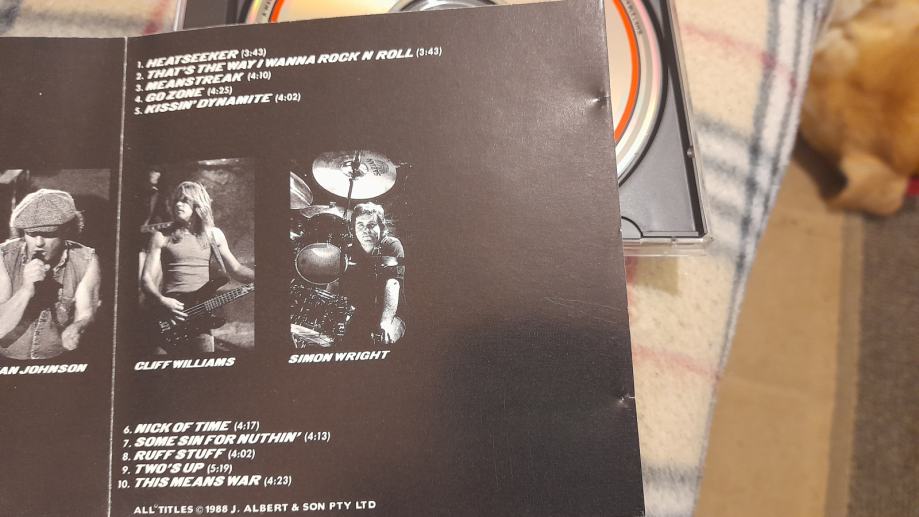 1. HEATSEEKER (3:43)
2. THAT'S THE WAY I WANNA ROCK N ROLL (3:43)
3. MEANSTREAK (4:10)
4. GO ZONE (4:25)
5. KISSIN' DYNAMITE (4:02)
AN JOHNSON
CLIFF WILLIAMS
SIMON WRIGHT
6. NICK OF TIME (4:17)
7. SOME SIN FOR NUTHIN' (4:13)
8. RUFF STUFF (4:02)
9. TWO'S UP (5:19)
10. THIS MEANS WAR (4:23)
ALL TITLES © 1988 J. ALBERT & SON PTY LTD